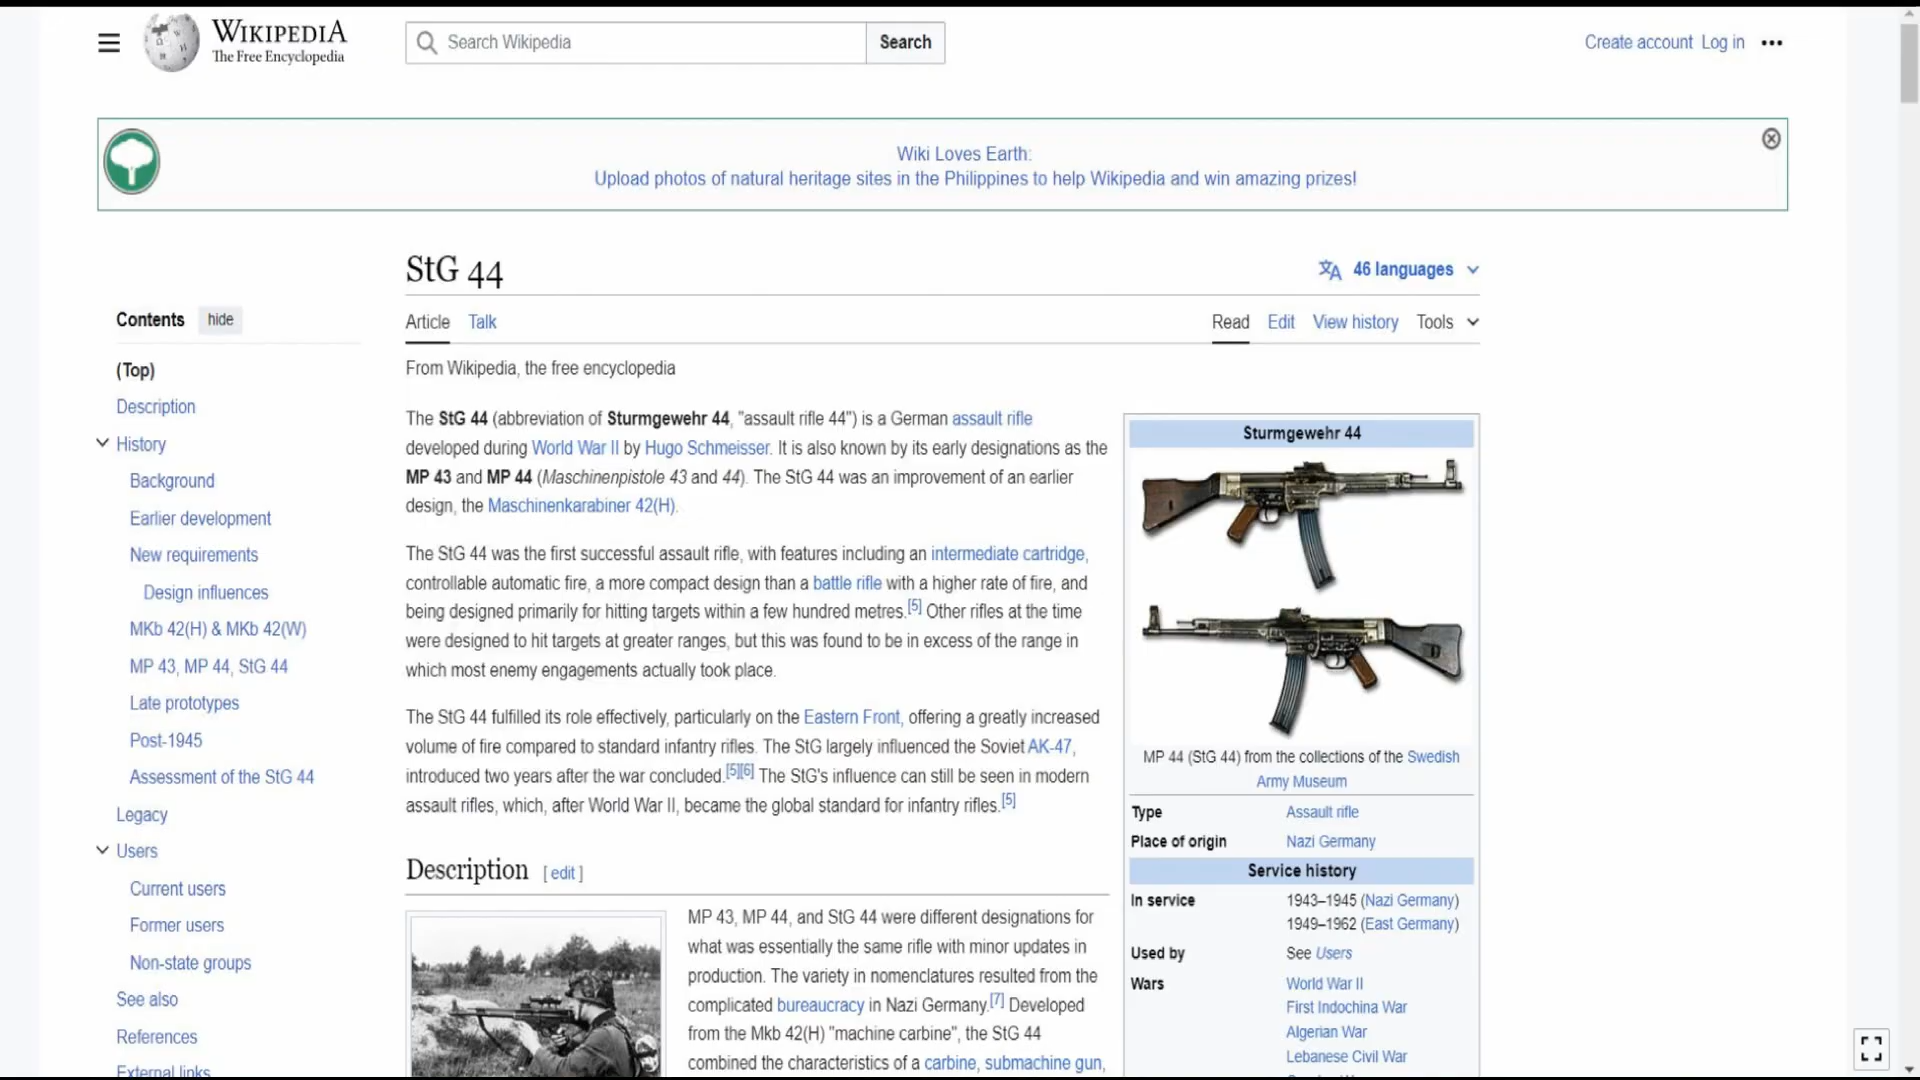 WIKIPEDIA
The Free Encyclopedia
Search Wikipedia
Search
Create account Log in
Wiki Loves Earth:
Upload photos of natural heritage sites in the Philippines to help Wikipedia and win amazing prizes!
StG 44
46 languages
Article Talk
Read Edit View history Tools
From Wikipedia, the free encyclopedia
Contents hide
(Top)
Description
History
Background
Earlier development
New requirements
Design influences
MKb 42(H) & MKb 42(W)
MP 43, MP 44, StG 44
Late prototypes
Post-1945
Assessment of the StG 44
Legacy
Users
Current users
Former users
Non-state groups
See also
References
External links
The StG 44 (abbreviation of Sturmgewehr 44, "assault rifle 44") is a German assault rifle
developed during World War II by Hugo Schmeisser. It is also known by its early designations as the
MP 43 and MP 44 (Maschinenpistole 43 and 44). The StG 44 was an improvement of an earlier
design, the Maschinenkarabiner 42(H).
The StG 44 was the first successful assault rifle, with features including an intermediate cartridge,
controllable automatic fire, a more compact design than a battle rifle with a higher rate of fire, and
being designed primarily for hitting targets within a few hundred metres.[5] Other rifles at the time
were designed to hit targets at greater ranges, but this was found to be in excess of the range in
which most enemy engagements actually took place.
The StG 44 fulfilled its role effectively, particularly on the Eastern Front, offering a greatly increased
volume of fire compared to standard infantry rifles. The StG largely influenced the Soviet AK-47,
introduced two years after the war concluded.[5][6] The StG's influence can still be seen in modern
assault rifles, which, after World War II, became the global standard for infantry rifles.[5]
Description [ edit ]
MP 43, MP 44, and StG 44 were different designations for
what was essentially the same rifle with minor updates in
production. The variety in nomenclatures resulted from the
complicated bureaucracy in Nazi Germany.[7] Developed
from the Mkb 42(H) "machine carbine", the StG 44
combined the characteristics of a carbine, submachine gun,
Sturmgewehr 44
MP 44 (StG 44) from the collections of the Swedish
Army Museum
Type Assault rifle
Place of origin Nazi Germany
Service history
In service 1943–1945 (Nazi Germany)
1949–1962 (East Germany)
Used by See Users
Wars World War II
First Indochina War
Algerian War
Lebanese Civil War